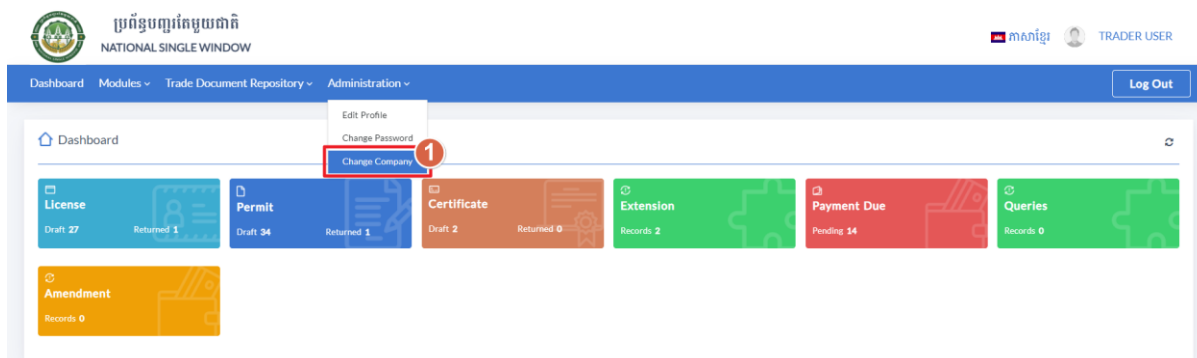 ប្រព័ន្ធបញ្ជរតែមួយជាតិ
NATIONAL SINGLE WINDOW
ភាសាខ្មែរ
TRADER USER
Dashboard Modules Trade Document Repository Administration Log Out
Edit Profile
Change Password
Change Company
1
Dashboard
License
Draft 27 Returned 1
Permit
Draft 34 Returned 1
Certificate
Draft 2 Returned 0
Extension
Records 2
Payment Due
Pending 14
Queries
Records 0
Amendment
Records 0